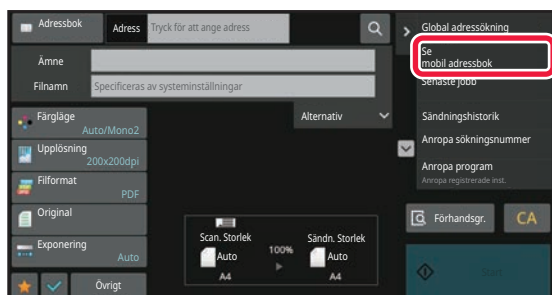 Adressbok
Adress
Tryck för att ange adress
Ämne
Filnamn
Specificeras av systeminställningar
Färgläge
Auto/Mono2
Upplösning
200x200dpi
Filformat
PDF
Original
Exponering
Auto
Övrigt
Alternativ
Scan. Storlek
Auto
A4
100%
Sändn. Storlek
Auto
A4
Global adressökning
Se
mobil adressbok
Senaste jobb
Sändningshistorik
Anropa sökningsnummer
Anropa program
Anropa registrerade inst.
Förhandsgr.
CA
Start